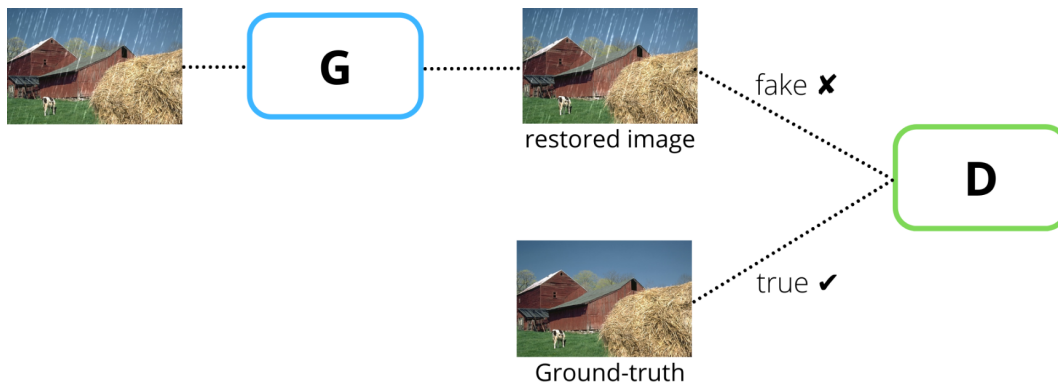 G
restored image
fake ✘
D
true ✔
Ground-truth